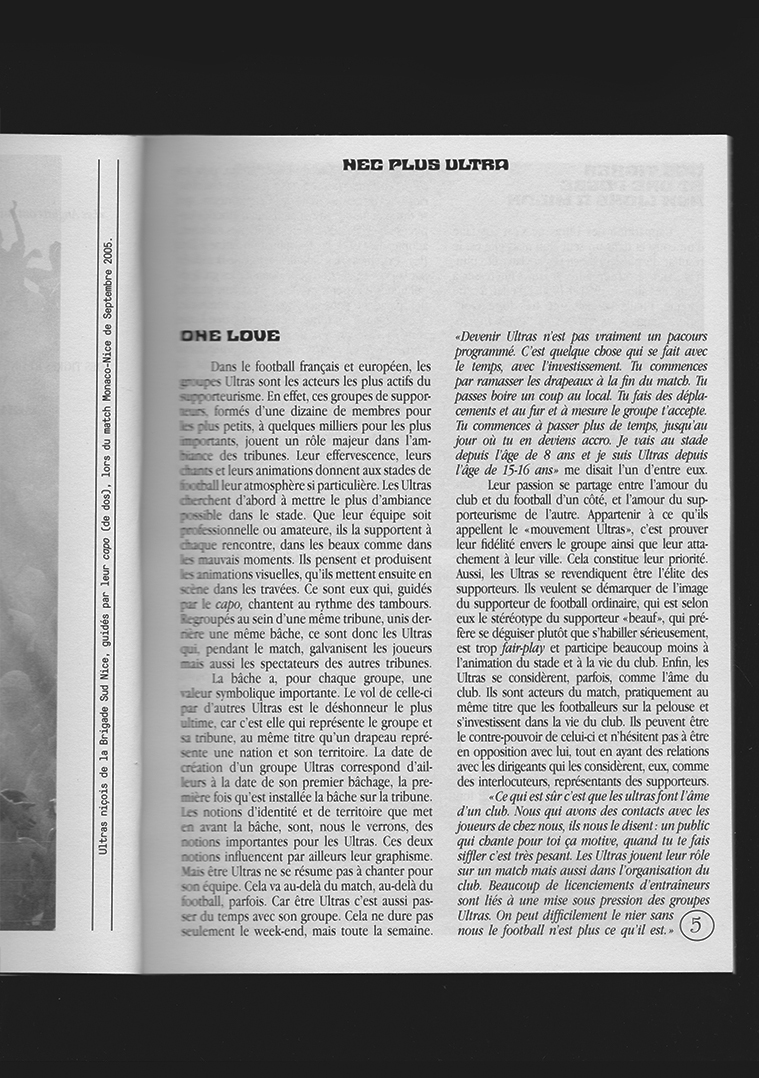 Ultras niçois de la Brigade Sud Nice, guidés par leur capo (de dos), lors du match Monaco-Nice de Septembre 2005.
NEC PLUS ULTRA
ONE LOVE
Dans le football français et européen, les
groupes Ultras sont les acteurs les plus actifs du
supporteurisme. En effet, ces groupes de suppor-
teurs, formés d'une dizaine de membres pour
les plus petits, à quelques milliers pour les plus
importants, jouent un rôle majeur dans l'am-
biance des tribunes. Leur effervescence, leurs
chants et leurs animations donnent aux stades de
football leur atmosphère si particulière. Les Ultras
cherchent d'abord à mettre le plus d'ambiance
possible dans le stade. Que leur équipe soit
professionnelle ou amateure, ils la supportent à
chaque rencontre, dans les beaux comme dans
les mauvais moments. Ils pensent et produisent
les animations visuelles, qu'ils mettent ensuite en
scène dans les travées. Ce sont eux qui, guidés
par le capo, chantent au rythme des tambours.
Regroupés au sein d'une même tribune, unis der-
rière une même bâche, ce sont donc les Ultras
qui, pendant le match, galvanisent les joueurs
mais aussi les spectateurs des autres tribunes.
La bâche a, pour chaque groupe, une
valeur symbolique importante. Le vol de celle-ci
par d'autres Ultras est le déshonneur le plus
ultime, car c'est elle qui représente le groupe et
sa tribune, au même titre qu'un drapeau repré-
sente une nation et son territoire. La date de
création d'un groupe Ultras correspond d'ail-
leurs à la date de son premier bâchage, la pre-
mière fois qu'est installée la bâche sur la tribune.
Les notions d'identité et de territoire que met
en avant la bâche, sont, nous le verrons, des
notions importantes pour les Ultras. Ces deux
notions influencent par ailleurs leur graphisme.
Mais être Ultras ne se résume pas à chanter pour
son équipe. Cela va au-delà du match, au-delà du
football, parfois. Car être Ultras c'est aussi pas-
ser du temps avec son groupe. Cela ne dure pas
seulement le week-end, mais toute la semaine.
«Devenir Ultras n'est pas vraiment un pacours
programmé. C'est quelque chose qui se fait avec
le temps, avec l'investissement. Tu commences
par ramasser les drapeaux à la fin du match. Tu
passes boire un coup au local. Tu fais des dépla-
cements et au fur et à mesure le groupe t'accepte.
Tu commences à passer plus de temps, jusqu'au
jour où tu en deviens accro. Je vais au stade
depuis l'âge de 8 ans et je suis Ultras depuis
l'âge de 15-16 ans» me disait l'un d'entre eux.
Leur passion se partage entre l'amour du
club et du football d'un côté, et l'amour du sup-
porteurisme de l'autre. Appartenir à ce qu'ils
appellent le «mouvement Ultras», c'est prouver
leur fidélité envers le groupe ainsi que leur atta-
chement à leur ville. Cela constitue leur priorité.
Aussi, les Ultras se revendiquent être l'élite des
supporteurs. Ils veulent se démarquer de l'image
du supporteur de football ordinaire, qui est selon
eux le stéréotype du supporteur «beauf», qui pré-
fère se déguiser plutôt que s'habiller sérieusement,
est trop fair-play et participe beaucoup moins à
l'animation du stade et à la vie du club. Enfin, les
Ultras se considèrent, parfois, comme l'âme du
club. Ils sont acteurs du match, pratiquement au
même titre que les footballeurs sur la pelouse et
s'investissent dans la vie du club. Ils peuvent être
le contre-pouvoir de celui-ci et n'hésitent pas à être
en opposition avec lui, tout en ayant des relations
avec les dirigeants qui les considèrent, eux, comme
des interlocuteurs, représentants des supporteurs.
«Ce qui est sûr c'est que les ultras font l'âme
d'un club. Nous qui avons des contacts avec les
joueurs de chez nous, ils nous le disent : un public
qui chante pour toi ça motive, quand tu te fais
siffler c'est très pesant. Les Ultras jouent leur rôle
sur un match mais aussi dans l'organisation du
club. Beaucoup de licenciements d'entraîneurs
sont liés à une mise sous pression des groupes
Ultras. On peut difficilement le nier sans
nous le football n'est plus ce qu'il est.»
5